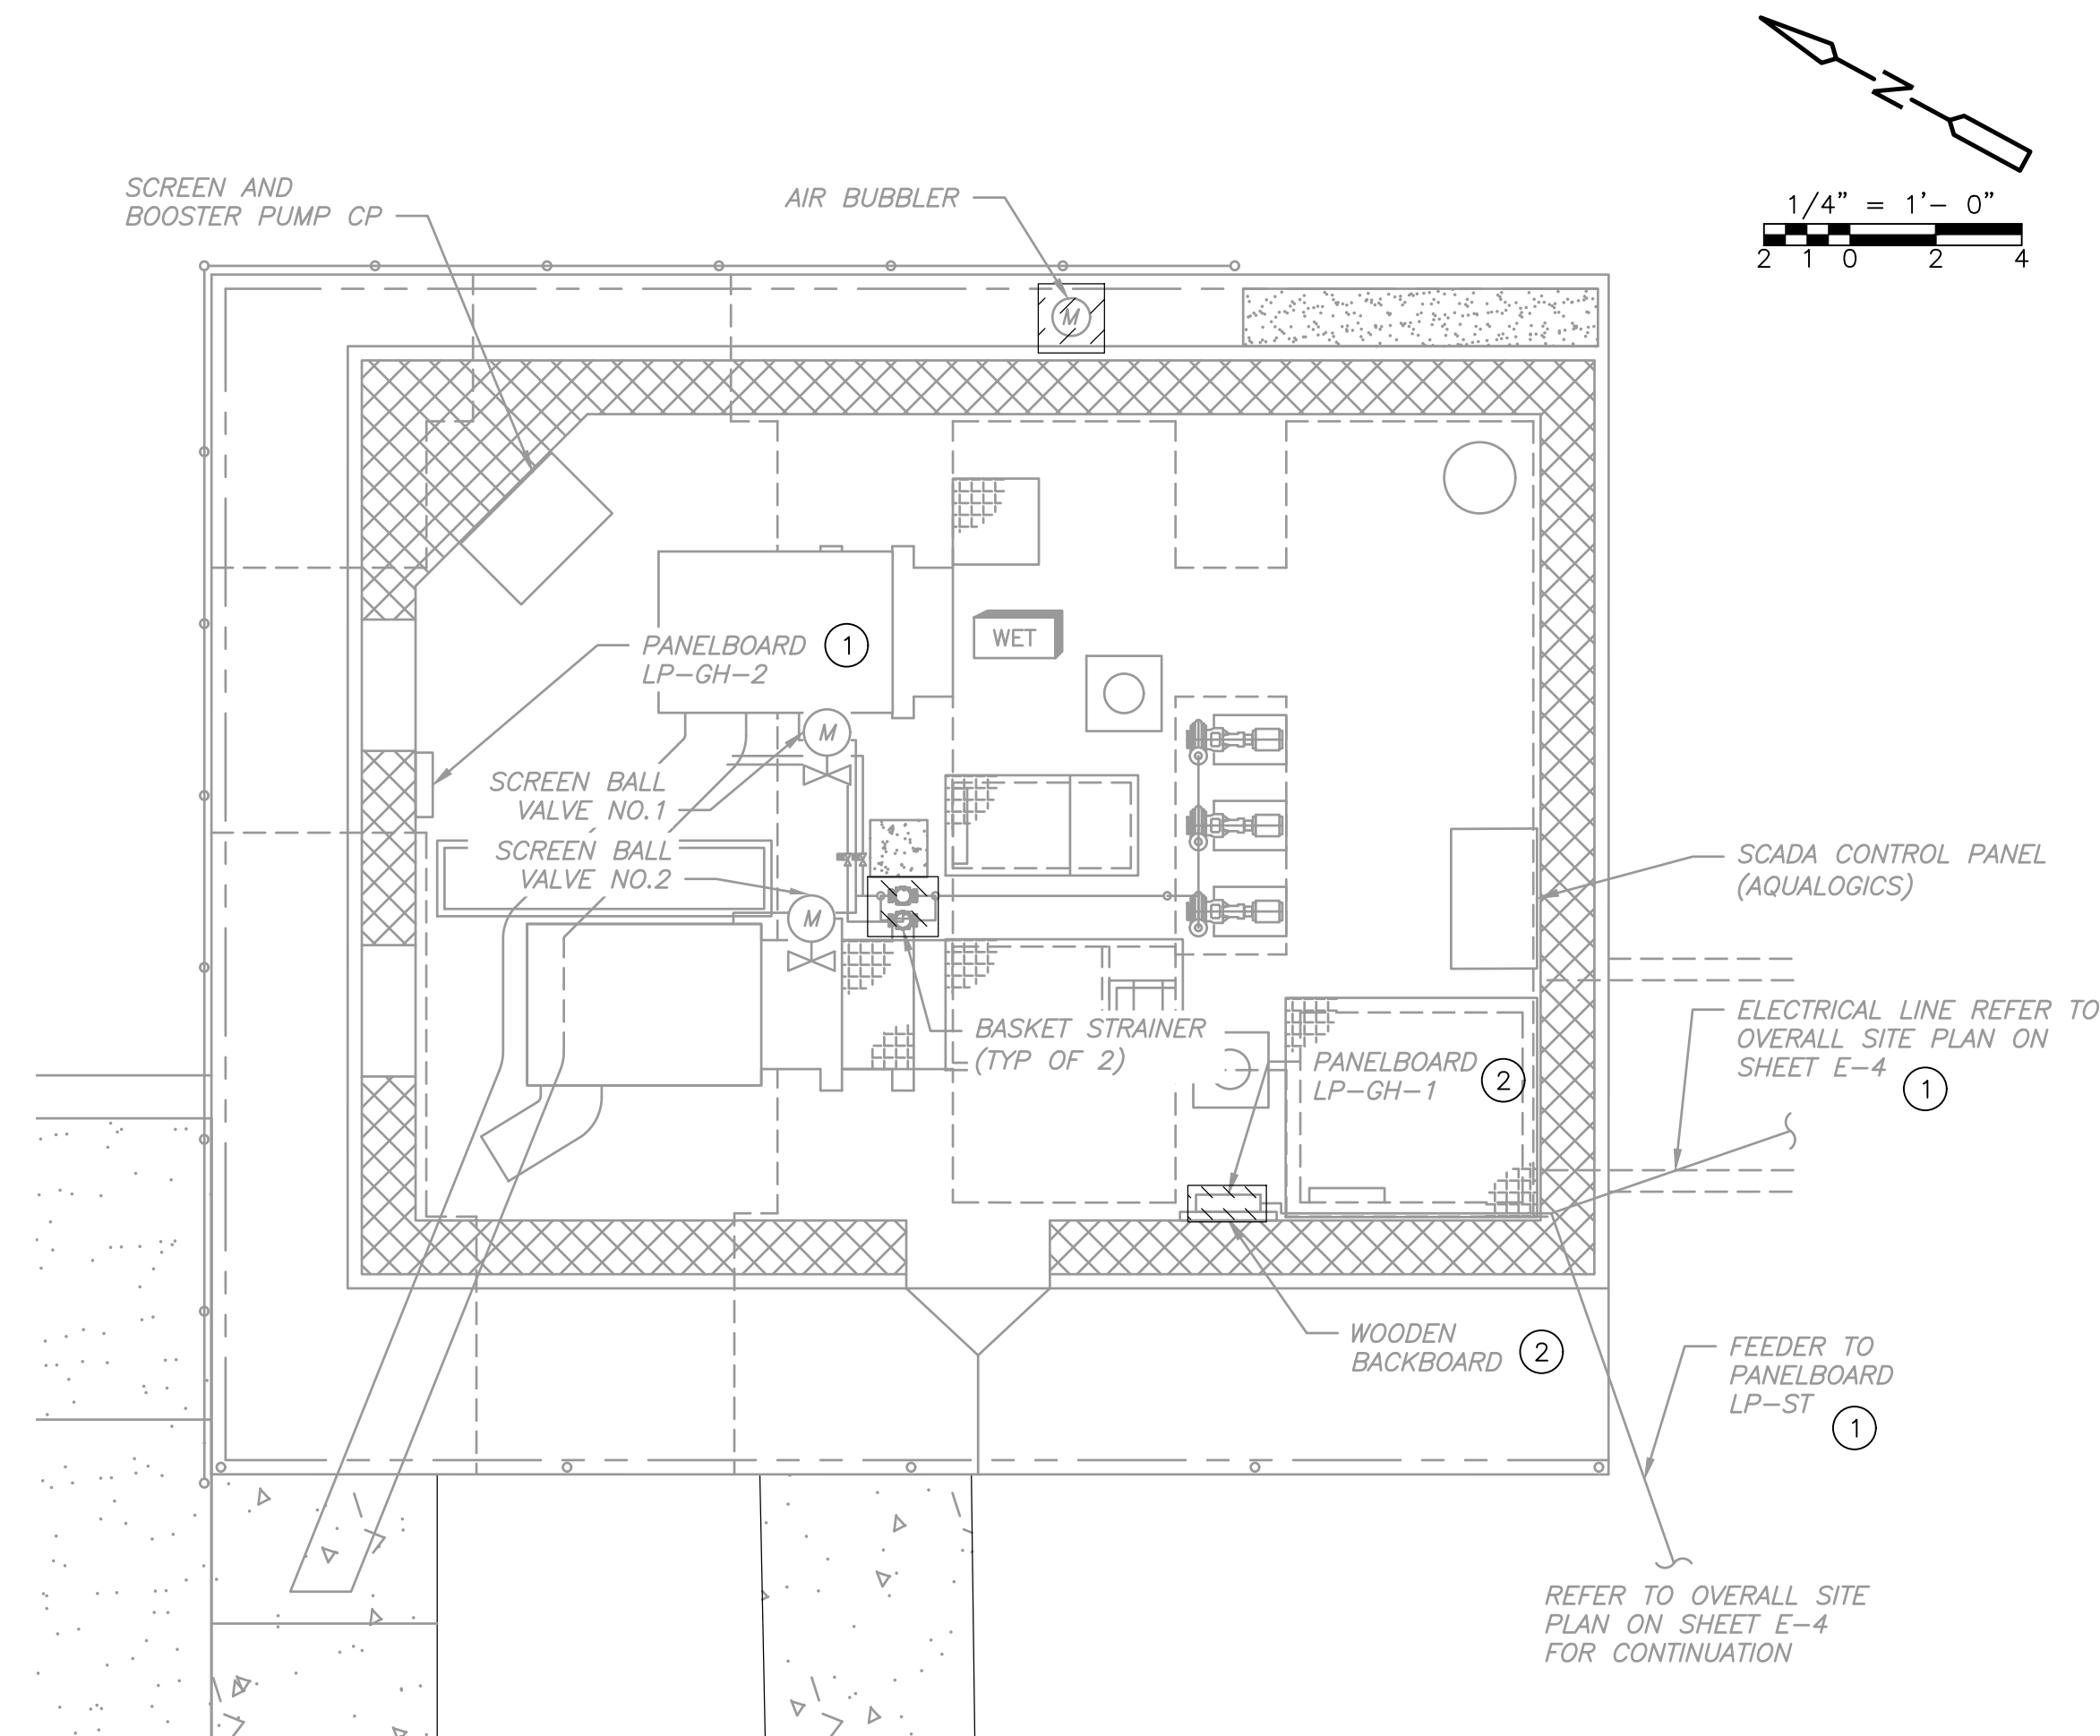 N
1/4" = 1'- 0"
2 1 0 2 4
SCREEN AND
BOOSTER PUMP CP
AIR BUBBLER
M
WET
PANELBOARD
LP-GH-2
1
M
SCREEN BALL
VALVE NO.1
SCREEN BALL
VALVE NO.2
M
SCADA CONTROL PANEL
(AQUALOGICS)
BASKET STRAINER
(TYP OF 2)
PANELBOARD
LP-GH-1
2
ELECTRICAL LINE REFER TO
OVERALL SITE PLAN ON
SHEET E-4
1
WOODEN
BACKBOARD
2
FEEDER TO
PANELBOARD
LP-ST
1
REFER TO OVERALL SITE
PLAN ON SHEET E-4
FOR CONTINUATION